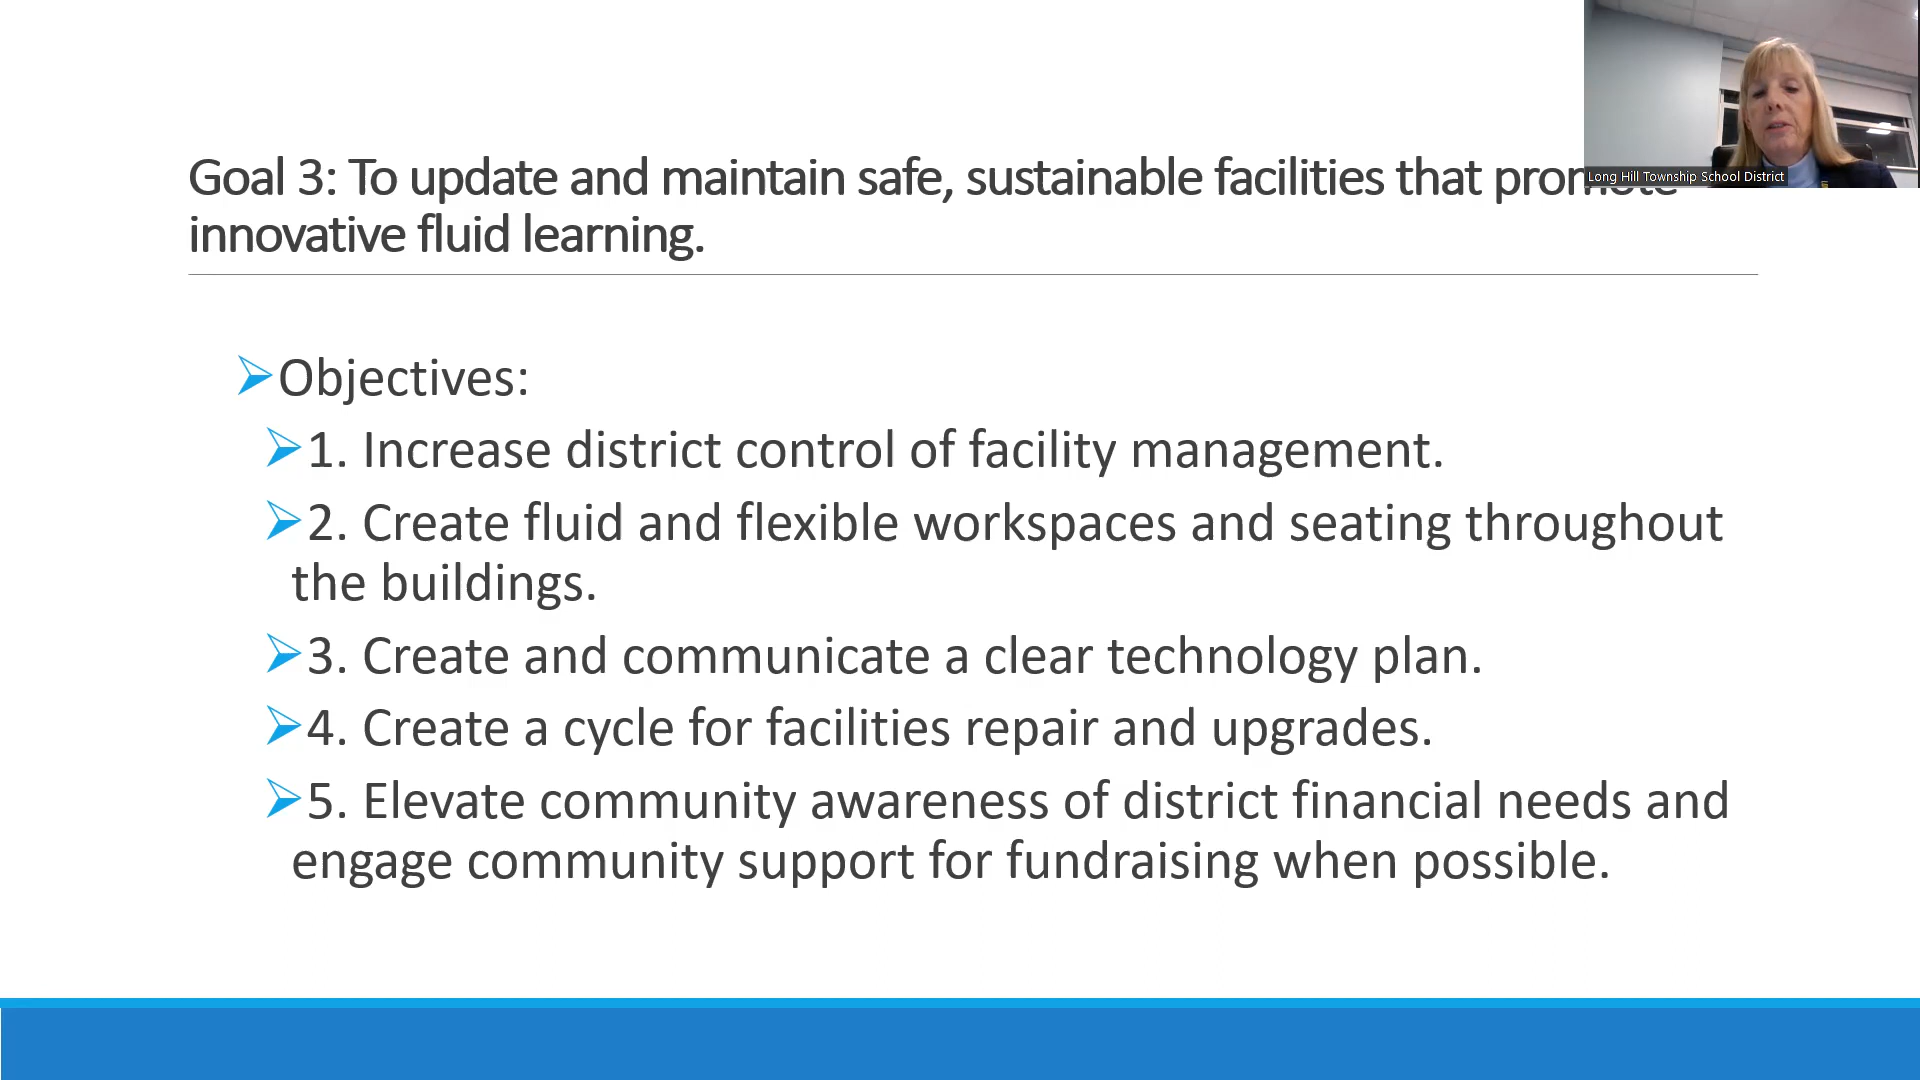 Goal 3: To update and maintain safe, sustainable facilities that promote
innovative fluid learning.
Long Hill Township School District
Objectives:
1. Increase district control of facility management.
2. Create fluid and flexible workspaces and seating throughout
the buildings.
3. Create and communicate a clear technology plan.
4. Create a cycle for facilities repair and upgrades.
5. Elevate community awareness of district financial needs and
engage community support for fundraising when possible.